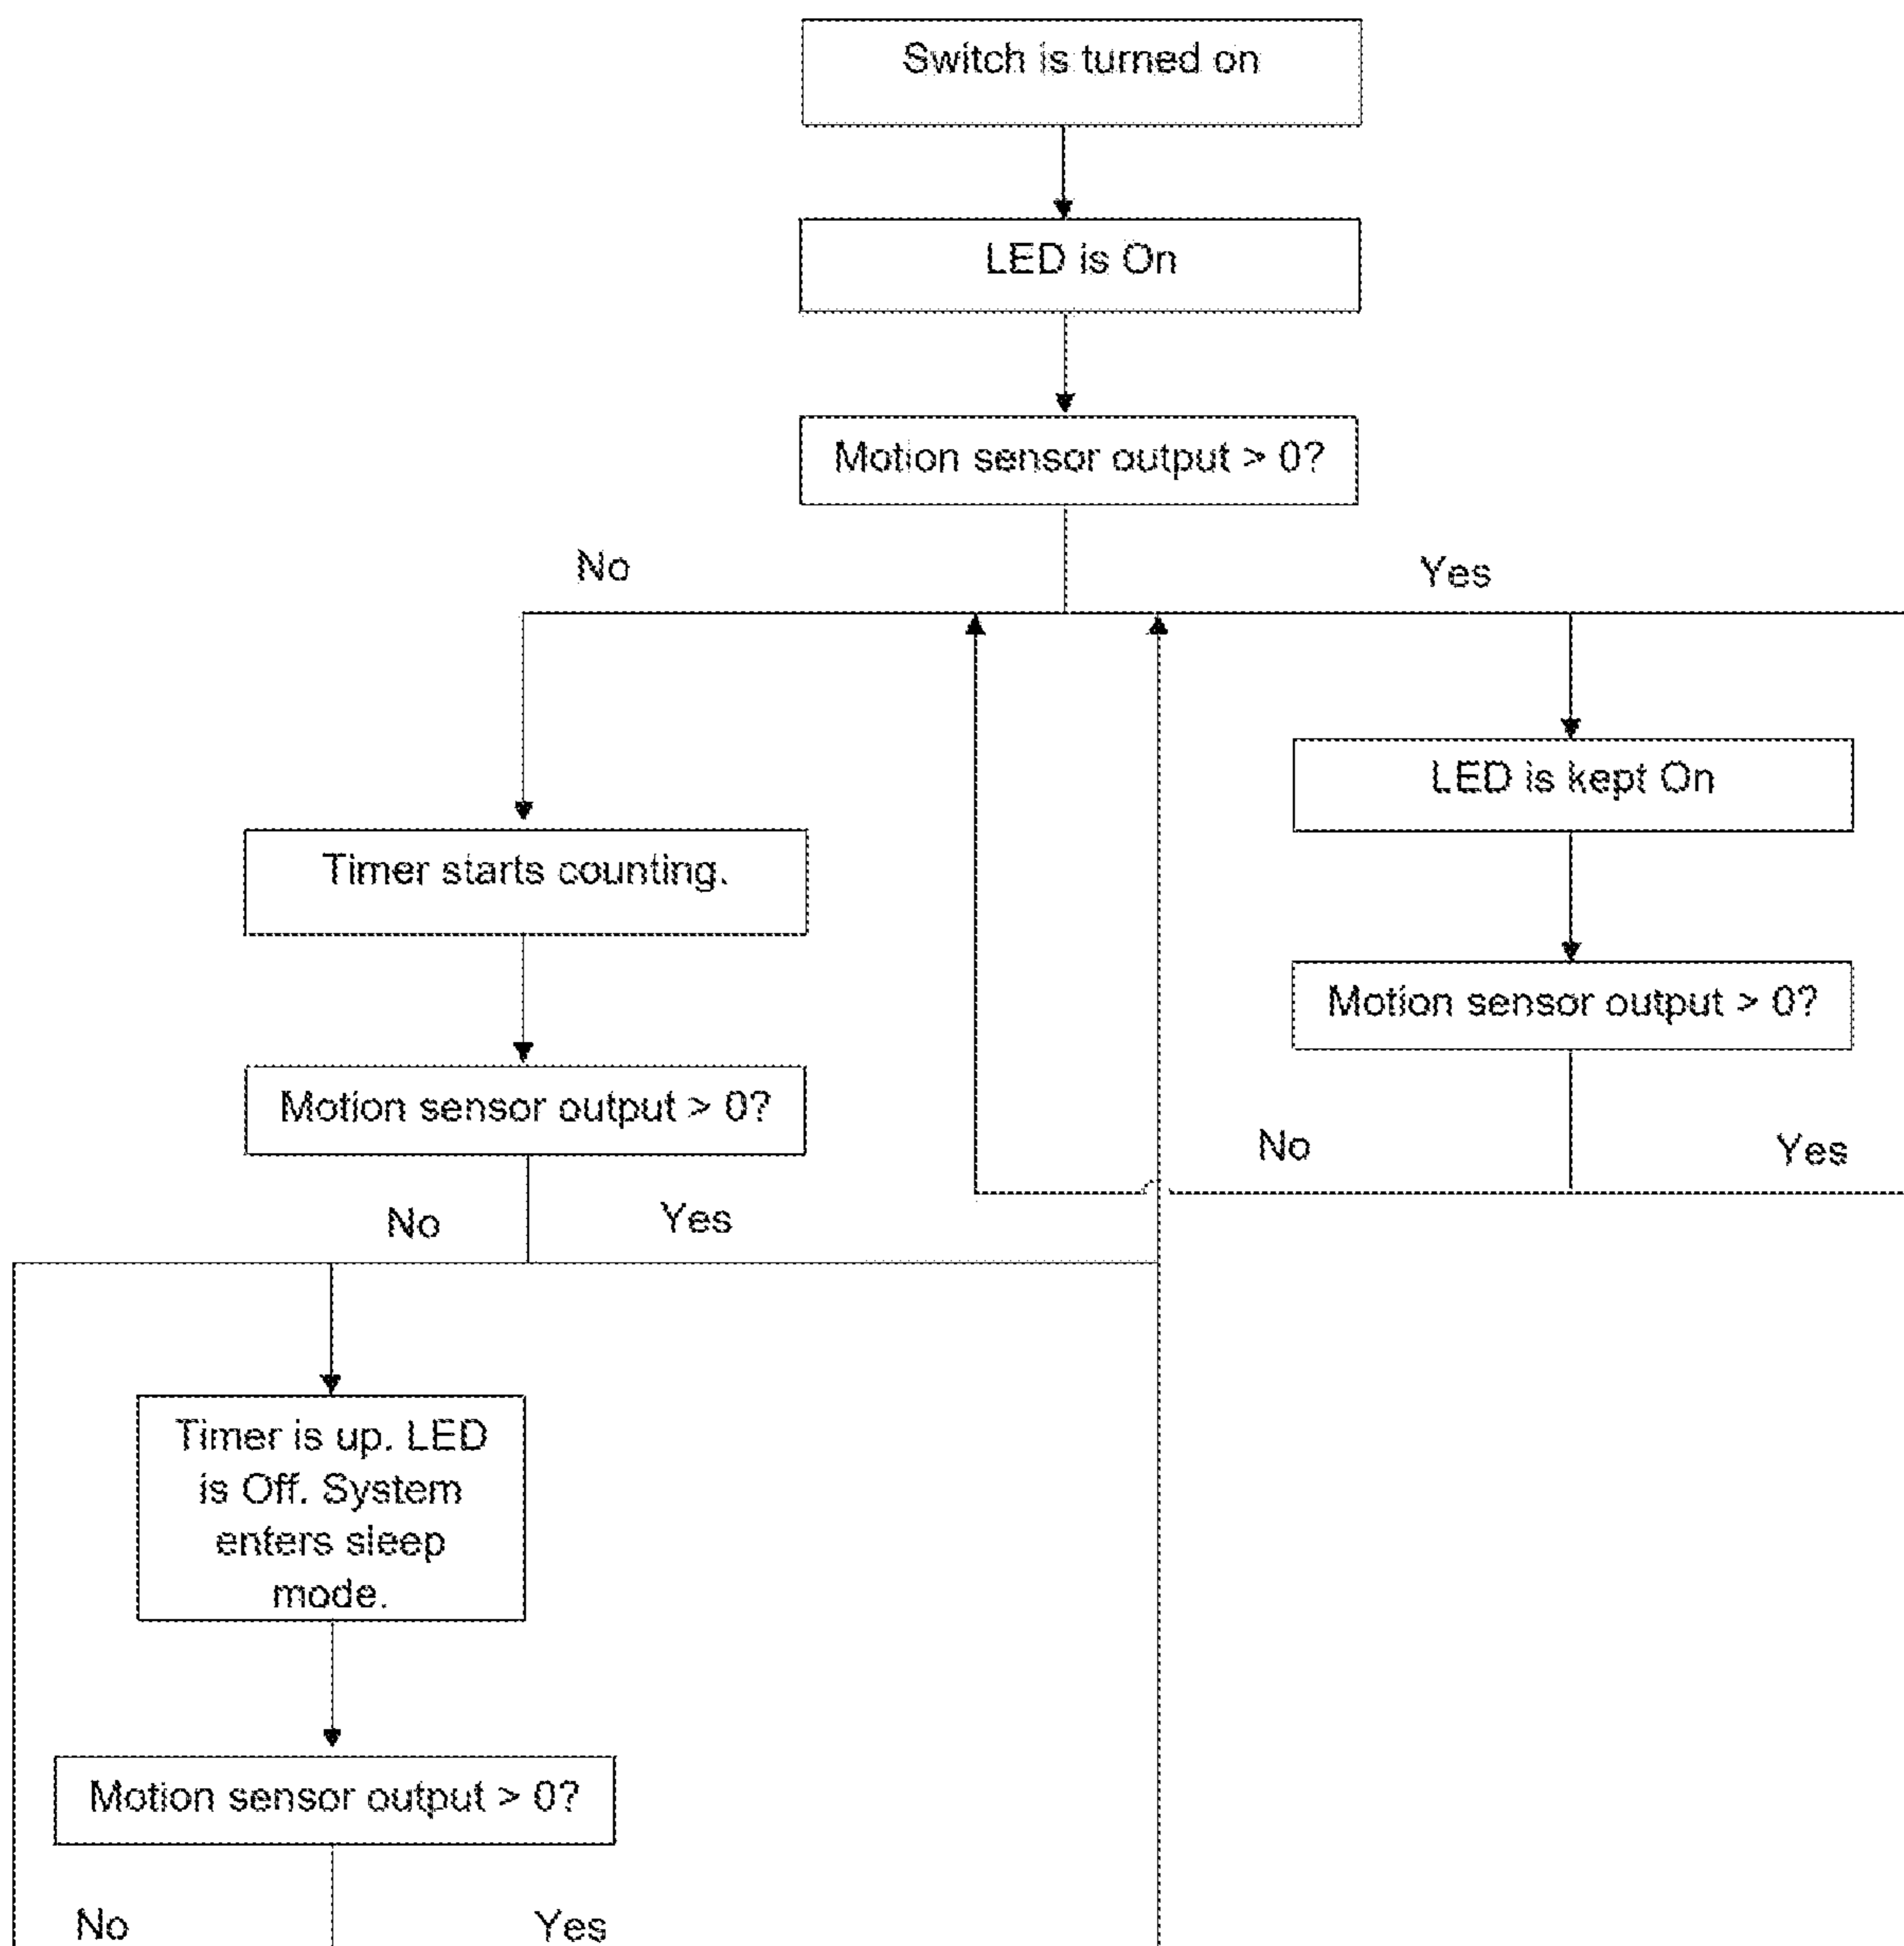 Switch is turned on
LED is On
Motion sensor output > 0?
No
Yes
LED is kept On
Timer starts counting.
Motion sensor output > 0?
Motion sensor output > 0?
No
Yes
No
Yes
Timer is up. LED
is Off. System
enters sleep
mode.
Motion sensor output > 0?
No
Yes